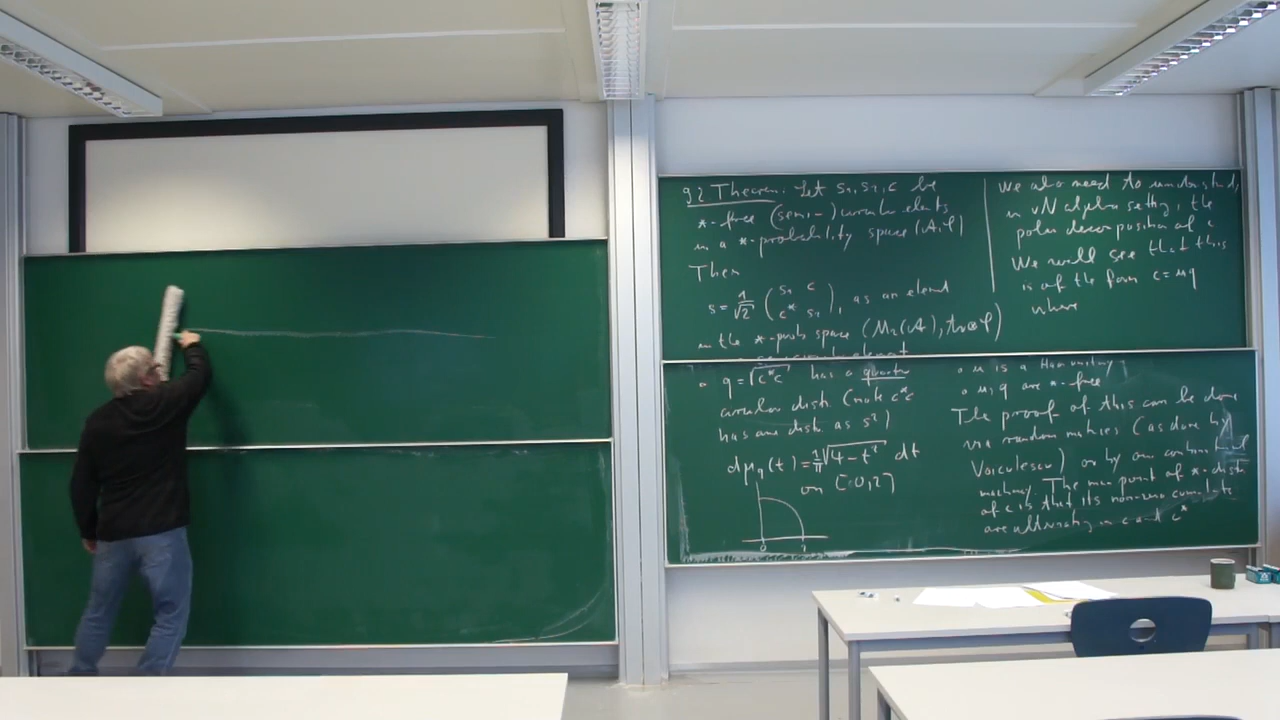 9.2 Theorem. Let s₁, s₂, c be
*-free (semi-) circular elements
in a *-probability space (A, φ)
Then
s = 1/√2 ( s₁ c
c* s₂ ), as an element
in the *-prob space (M₂(A), tr⊗φ)
We also need to understand,
in vN algebra setting, the
polar decomposition of c
We will see that this
is of the form c = uq
where
∘ q = √c*c has a quarter
circular distr. (note c*c
has same distr. as s²)
dμ_q(t) = 1/π √4-t² dt
on [0,2]
0 2
∘ u is a Haar unitary
∘ u, q are *-free
The proof of this can be done
via random matrices (as done by
Voiculescu) or by our combinatorial
machinery. The main point of *-distr.
of c is that its non-zero cumulants
are alternating in c and c*